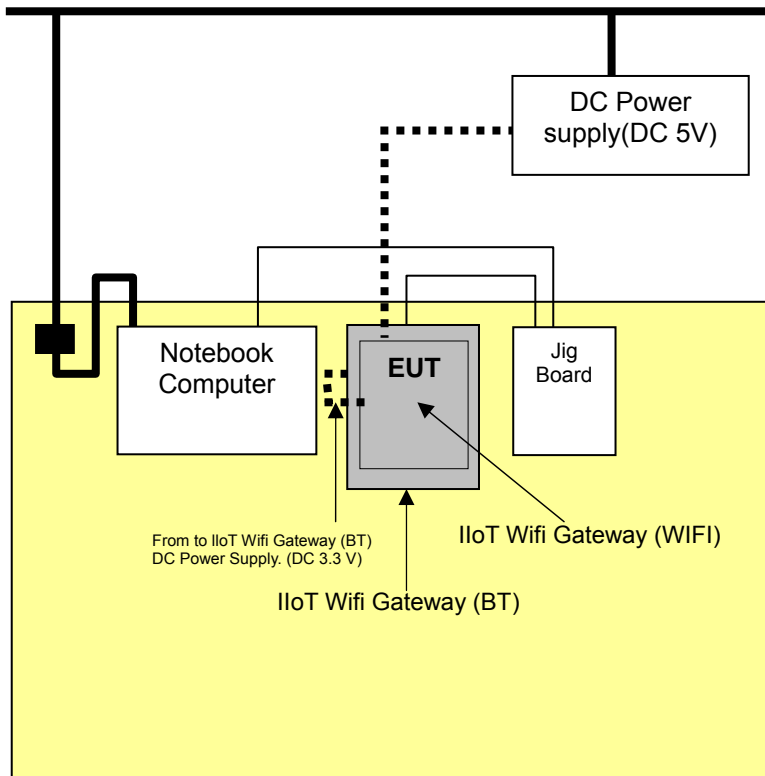 DC Power
supply(DC 5V)
Notebook
Computer
EUT
Jig
Board
From to IIoT Wifi Gateway (BT)
DC Power Supply. (DC 3.3 V)
IIoT Wifi Gateway (WIFI)
IIoT Wifi Gateway (BT)